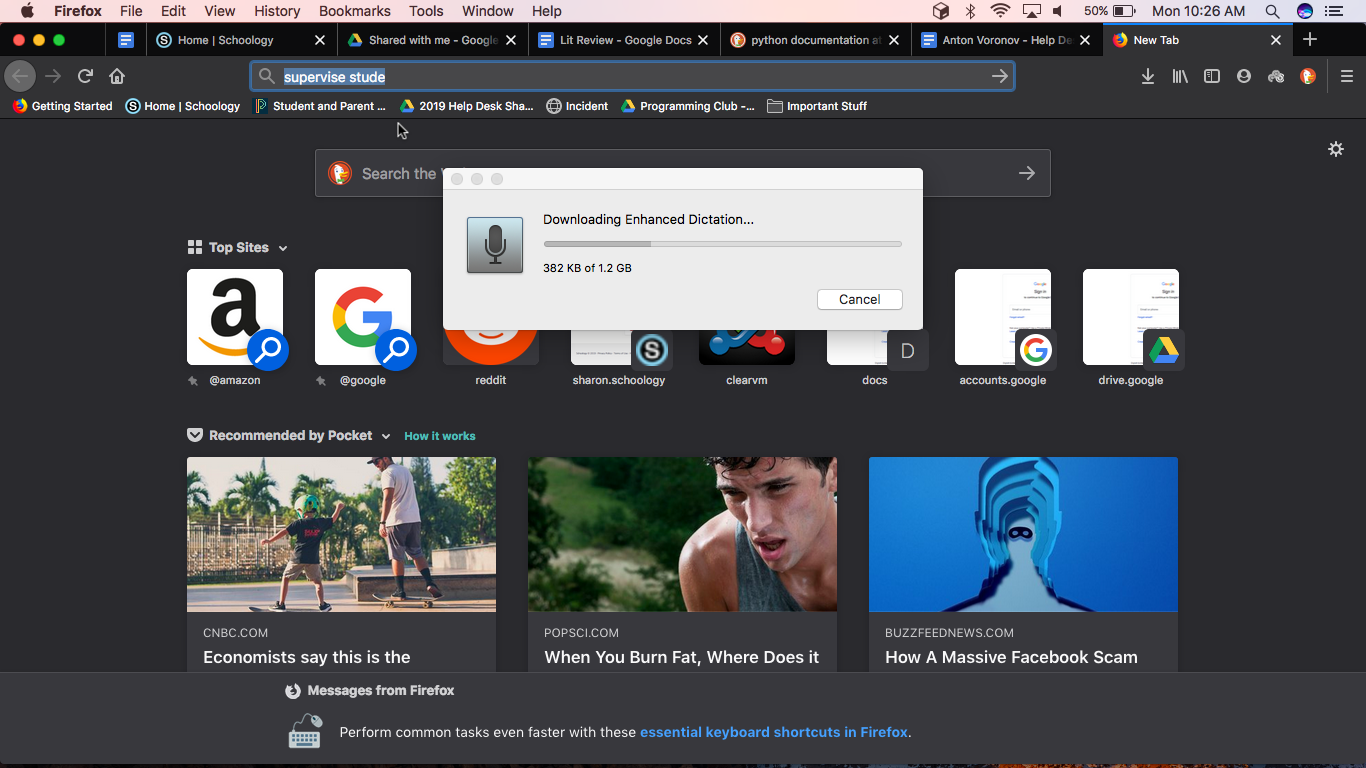 Firefox File Edit View History Bookmarks Tools Window Help 50% Mon 10:26 AM
Home | Schoology Shared with me - Google Lit Review - Google Docs python documentation at Anton Voronov - Help De New Tab
supervise stude
Getting Started Home | Schoology Student and Parent ... 2019 Help Desk Sha... Incident Programming Club -... Important Stuff
Search the
Downloading Enhanced Dictation...
382 KB of 1.2 GB
Cancel
Top Sites
@amazon @google reddit sharon.schoology clearvm docs accounts.google drive.google
D
Recommended by Pocket How it works
CNBC.COM
Economists say this is the
POPSCI.COM
When You Burn Fat, Where Does it
BUZZFEEDNEWS.COM
How A Massive Facebook Scam
Messages from Firefox
Perform common tasks even faster with these essential keyboard shortcuts in Firefox.